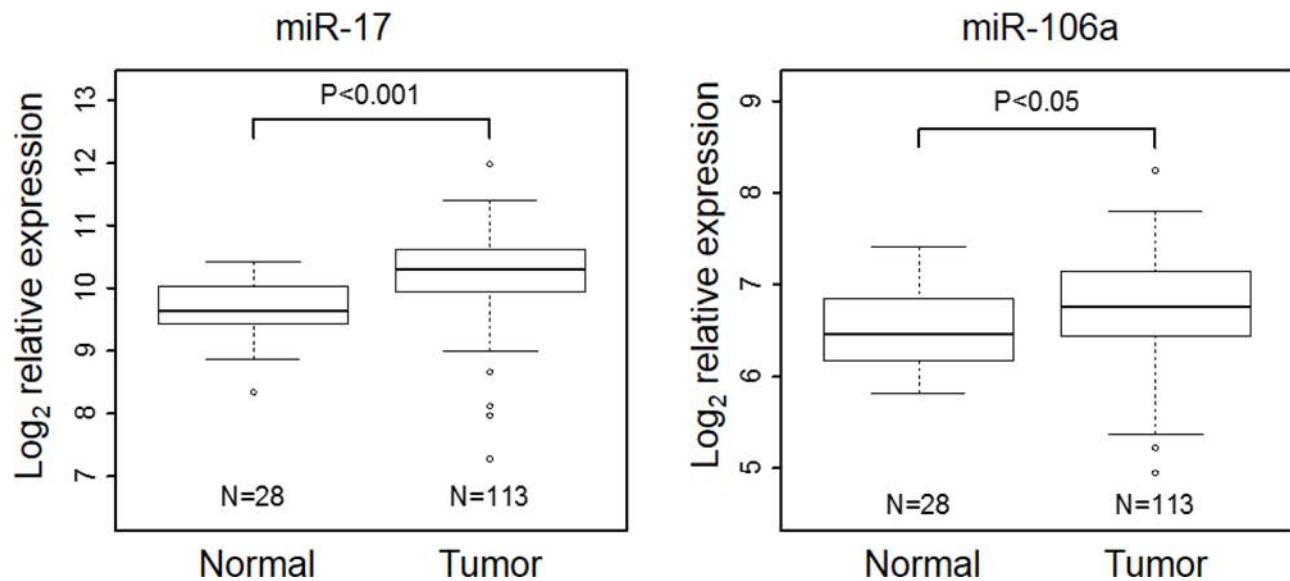 miR-17
Log2 relative expression
13
12
11
10
9
8
7
P<0.001
N=28
N=113
Normal
Tumor
miR-106a
Log2 relative expression
9
8
7
6
5
P<0.05
N=28
N=113
Normal
Tumor